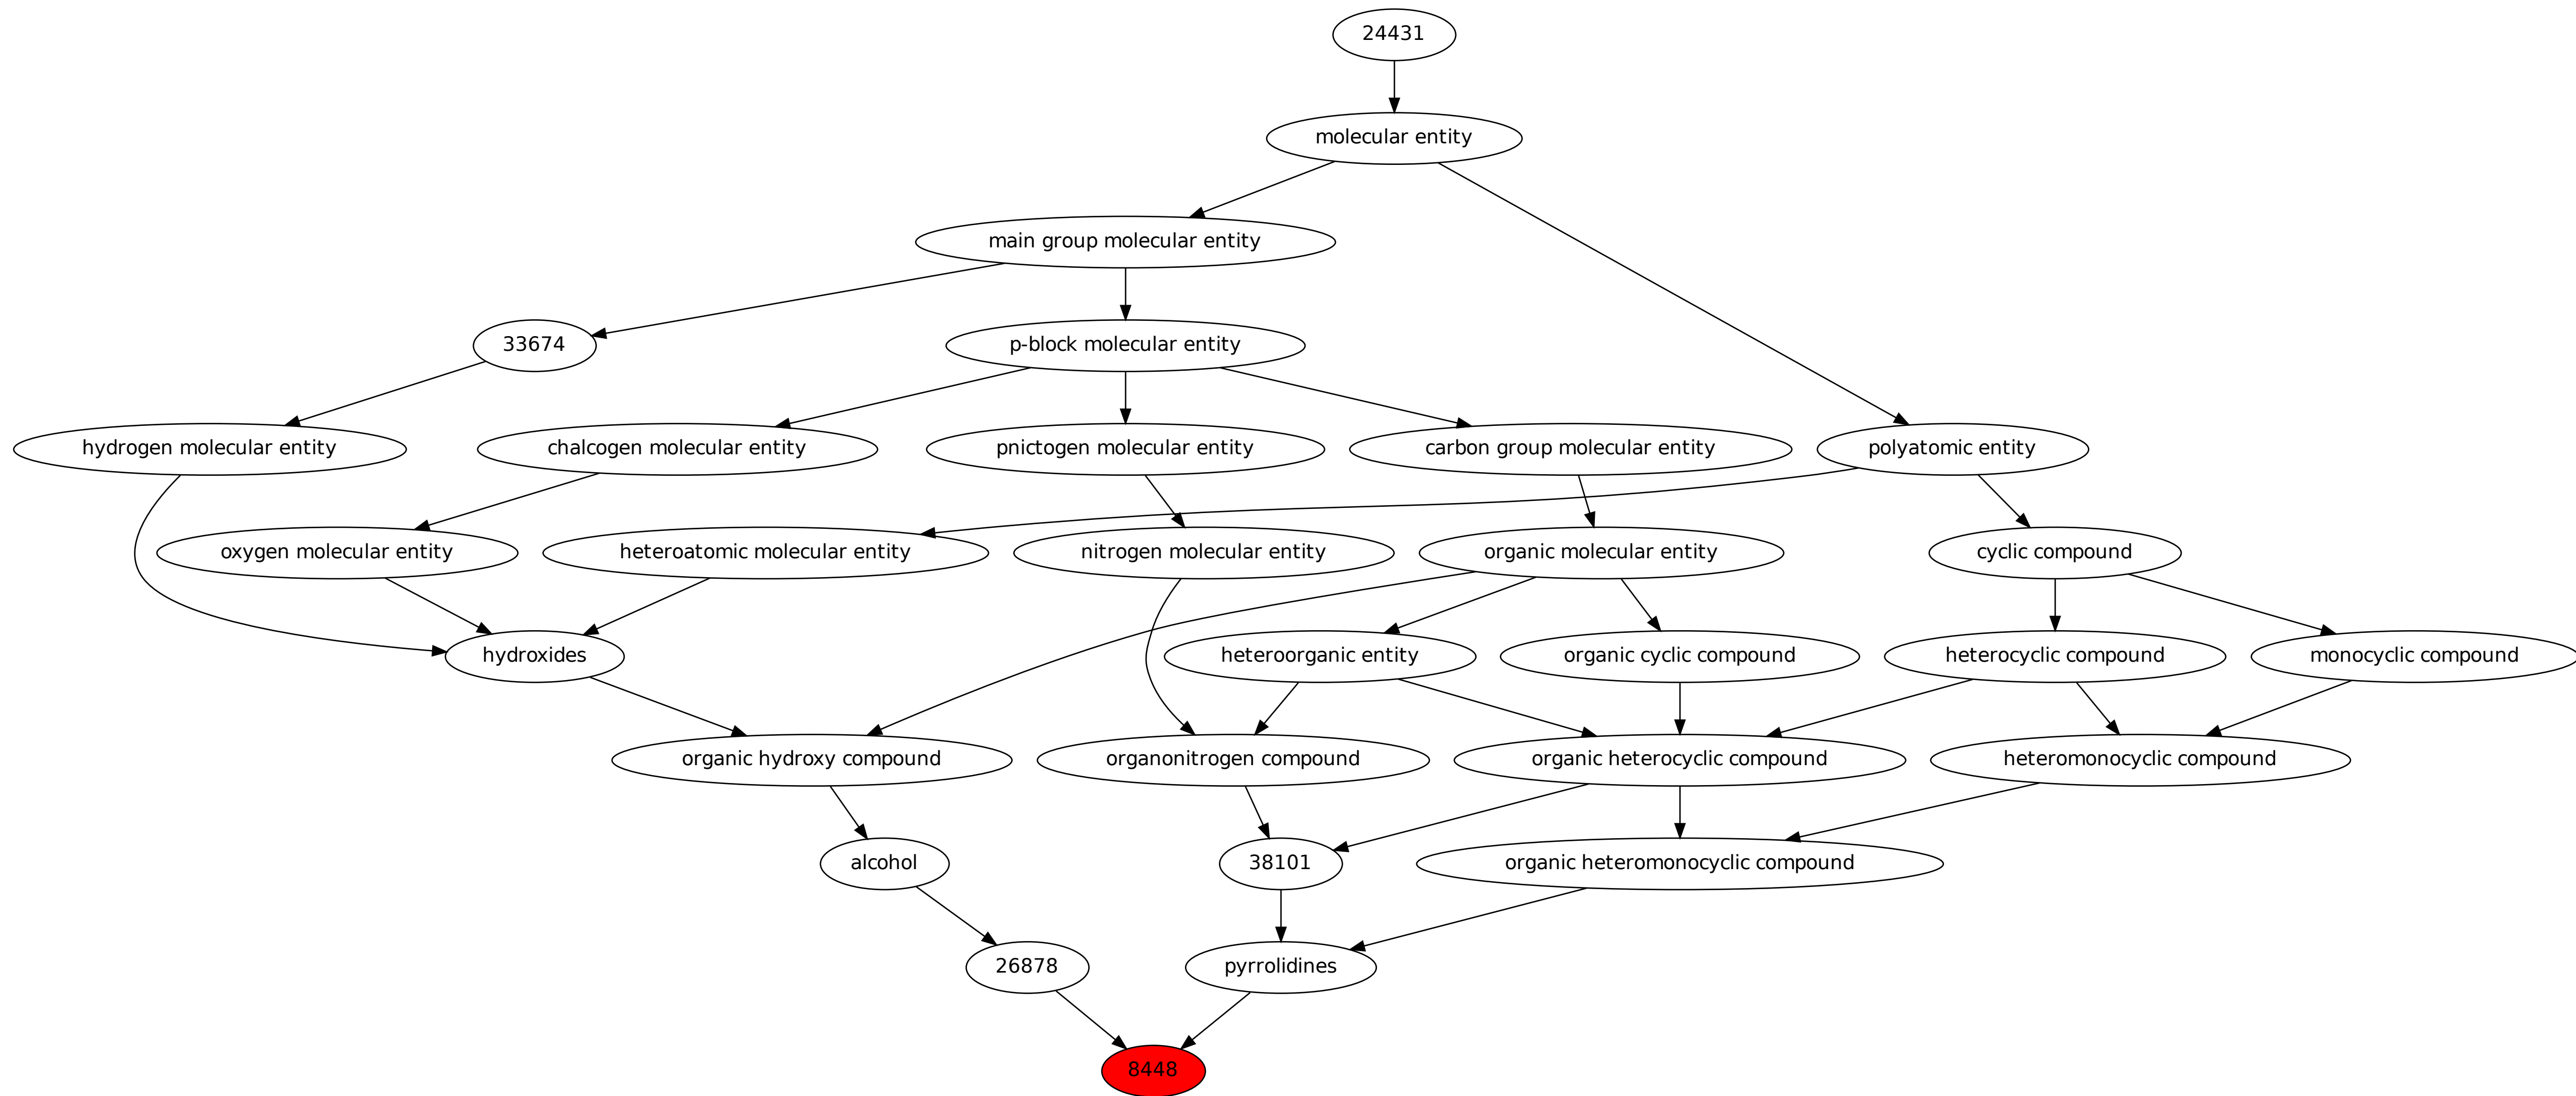 24431
molecular entity
main group molecular entity
33674
p-block molecular entity
hydrogen molecular entity
chalcogen molecular entity
pnictogen molecular entity
carbon group molecular entity
polyatomic entity
oxygen molecular entity
heteroatomic molecular entity
nitrogen molecular entity
organic molecular entity
cyclic compound
hydroxides
heteroorganic entity
organic cyclic compound
heterocyclic compound
monocyclic compound
organic hydroxy compound
organonitrogen compound
organic heterocyclic compound
heteromonocyclic compound
alcohol
38101
organic heteromonocyclic compound
26878
pyrrolidines
8448